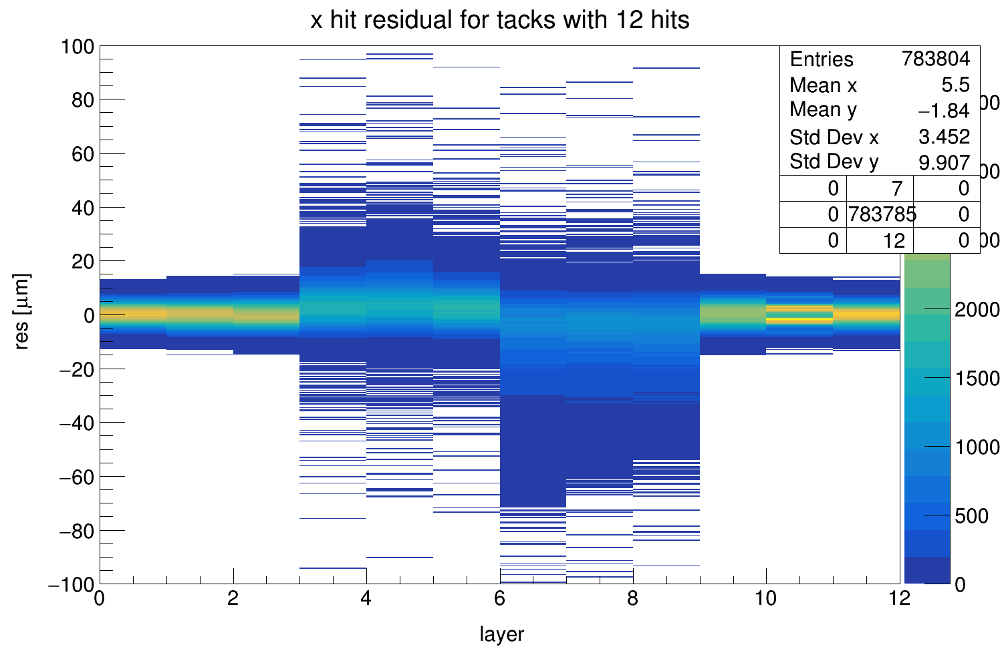 x hit residual for tacks with 12 hits
Entries 783804
Mean x 5.5
Mean y −1.84
Std Dev x 3.452
Std Dev y 9.907
0 7 0
0 783785 0
0 12 0
res [μm]
100
80
60
40
20
0
−20
−40
−60
−80
−100
0 2 4 6 8 10 12
layer
00
00
00
2000
1500
1000
500
0